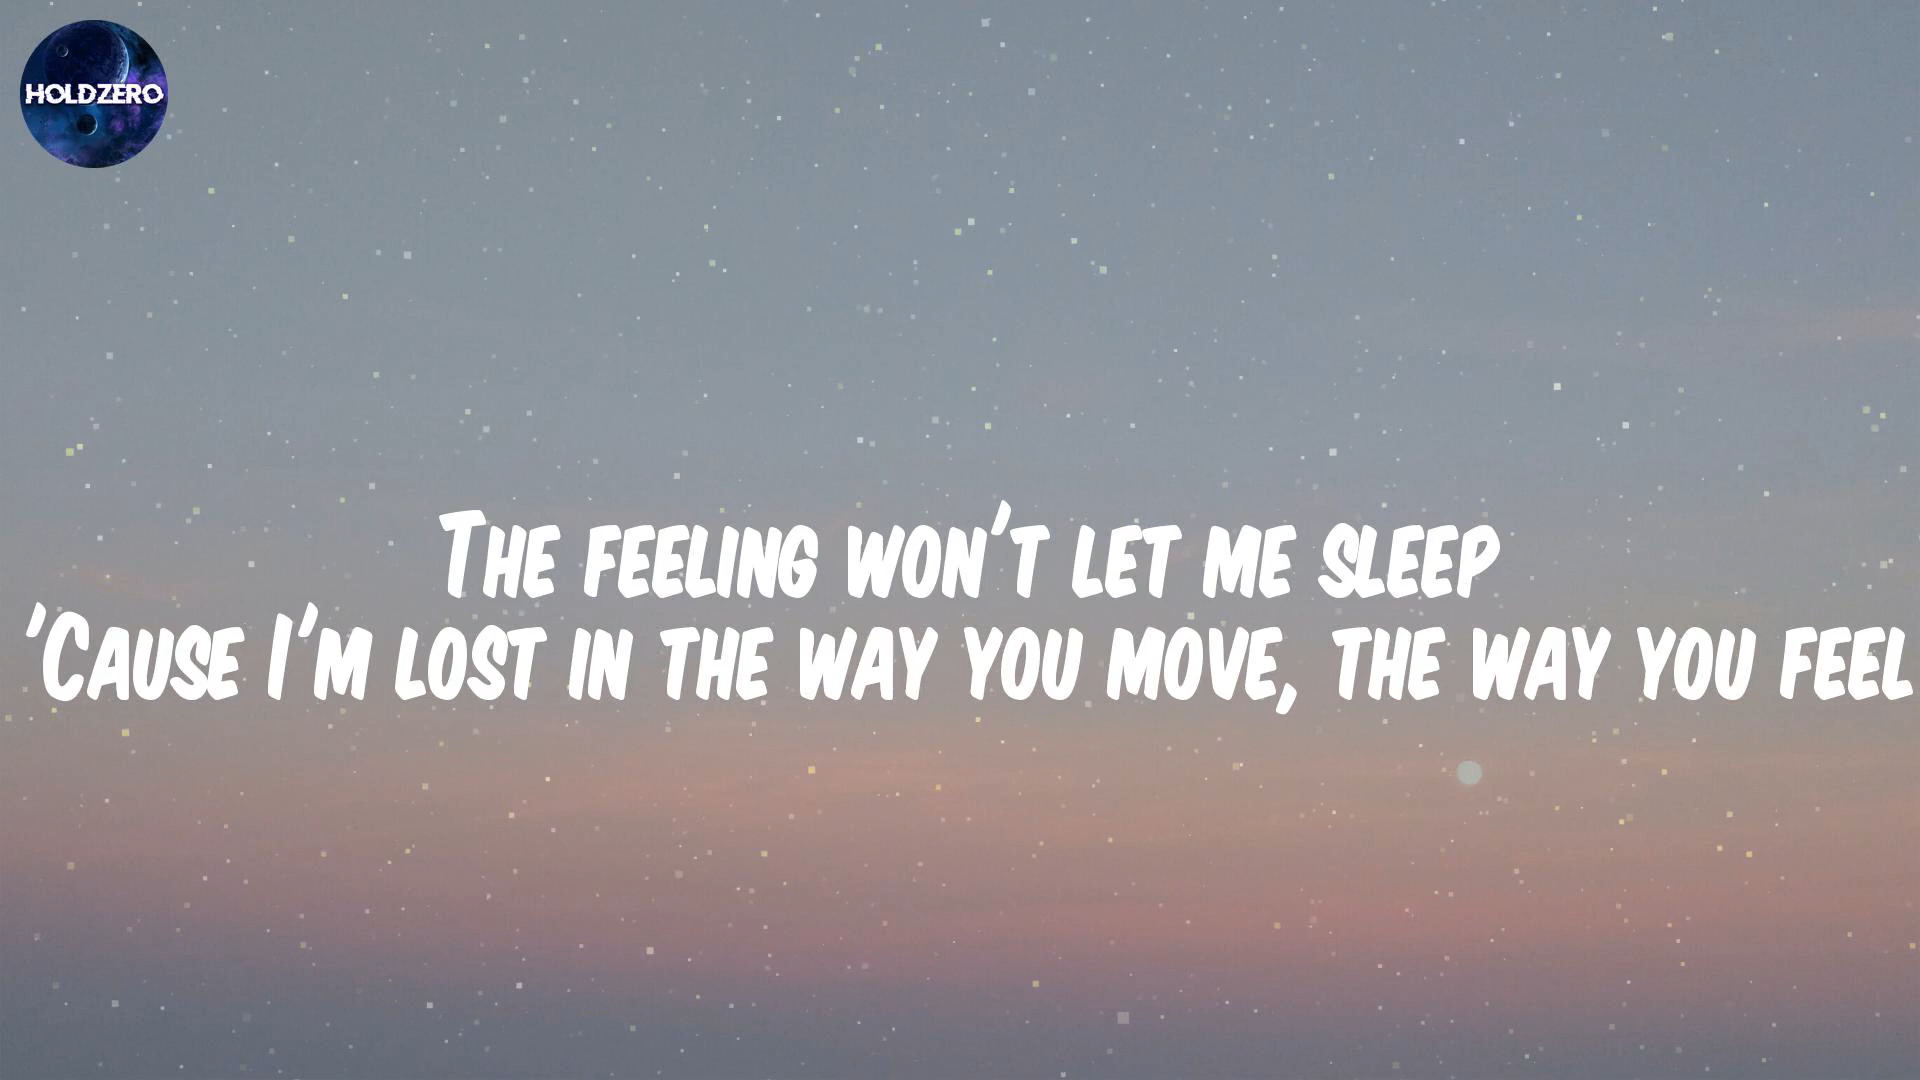 HOLDZERO
The feeling won't let me sleep
'Cause I'm lost in the way you move, the way you feel